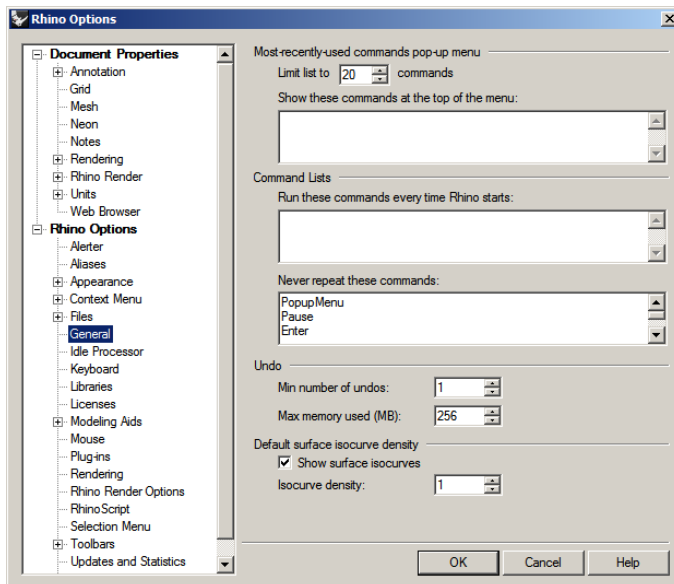 Rhino Options
Document Properties
Annotation
Grid
Mesh
Neon
Notes
Rendering
Rhino Render
Units
Web Browser
Rhino Options
Alerter
Aliases
Appearance
Context Menu
Files
General
Idle Processor
Keyboard
Libraries
Licenses
Modeling Aids
Mouse
Plug-ins
Rendering
Rhino Render Options
RhinoScript
Selection Menu
Toolbars
Updates and Statistics
Most-recently-used commands pop-up menu
Limit list to 20 commands
Show these commands at the top of the menu:
Command Lists
Run these commands every time Rhino starts:
Never repeat these commands:
PopupMenu
Pause
Enter
Undo
Min number of undos: 1
Max memory used (MB): 256
Default surface isocurve density
Show surface isocurves
Isocurve density: 1
OK Cancel Help